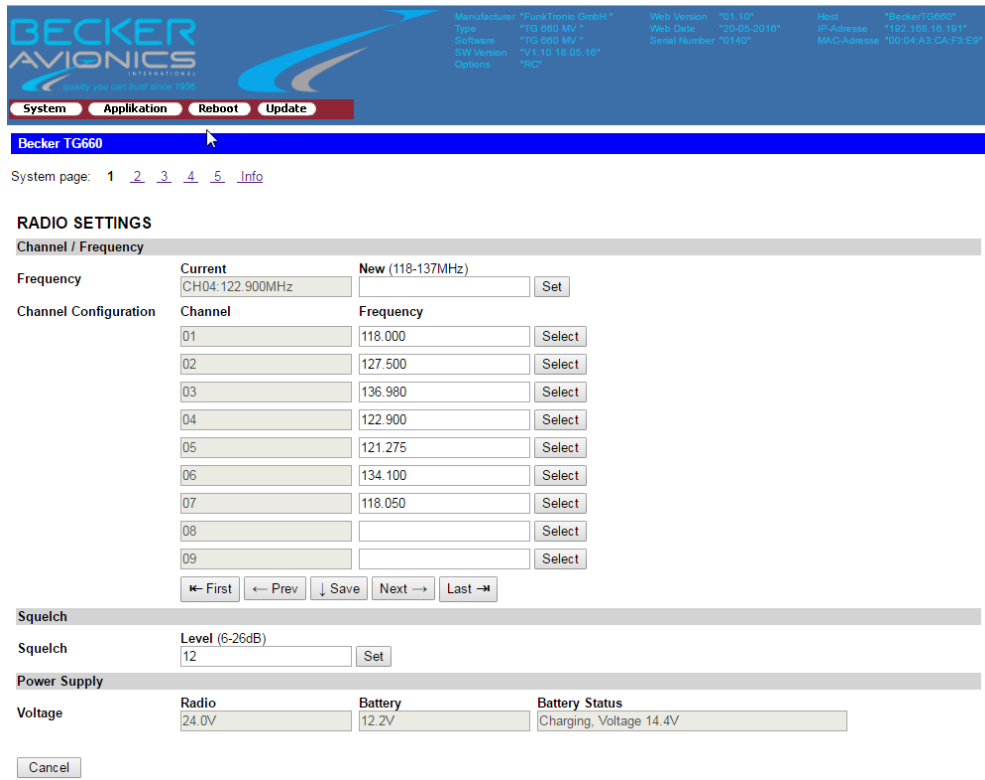 BECKER
AVIONICS
INTERNATIONAL
quality you can trust since 1956
Manufacturer "FunkTronic GmbH " Web Version "01.10" Host "BeckerTG660"
Type "TG 660 MV " Web Date "20-05-2016" IP-Adresse "192.168.16.191"
Software "TG 660 MV " Serial Number "0140" MAC-Adresse "00:04:A3:CA:F3:E9"
SW Version "V1.10 18.05.16"
Options "RC"
System Applikation Reboot Update
Becker TG660
System page: 1 2 3 4 5 Info
RADIO SETTINGS
Channel / Frequency
Current New (118-137MHz)
Frequency CH04:122.900MHz Set
Channel Configuration Channel Frequency
01 118.000 Select
02 127.500 Select
03 136.980 Select
04 122.900 Select
05 121.275 Select
06 134.100 Select
07 118.050 Select
08 Select
09 Select
⇤ First ← Prev ↓ Save Next → Last ⇥
Squelch
Level (6-26dB)
Squelch 12 Set
Power Supply
Radio Battery Battery Status
Voltage 24.0V 12.2V Charging, Voltage 14.4V
Cancel